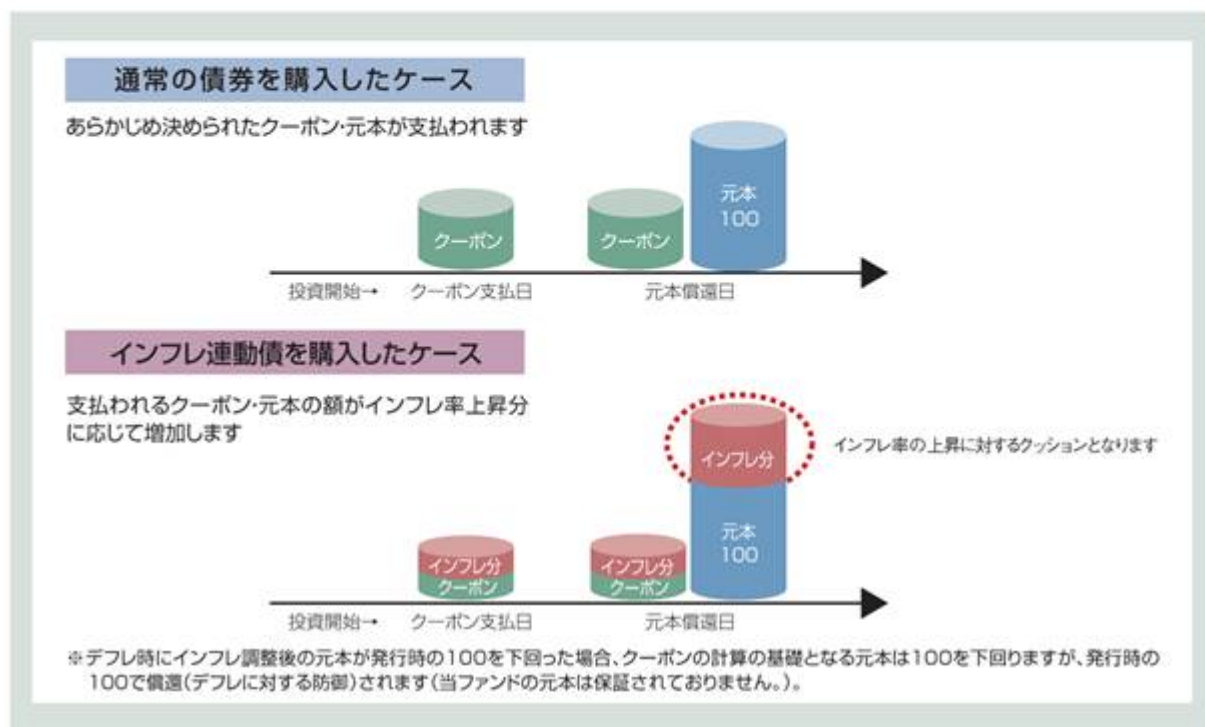 通常の債券を購入したケース
あらかじめ決められたクーポン・元本が支払われます
元本
100
クーポン
クーポン
投資開始→ クーポン支払日 元本償還日
インフレ連動債を購入したケース
支払われるクーポン・元本の額がインフレ率上昇分
に応じて増加します
インフレ分
インフレ率の上昇に対するクッションとなります
元本
100
インフレ分
クーポン
インフレ分
クーポン
投資開始→ クーポン支払日 元本償還日
※デフレ時にインフレ調整後の元本が発行時の100を下回った場合、クーポンの計算の基礎となる元本は100を下回りますが、発行時の
100で償還(デフレに対する防御)されます(当ファンドの元本は保証されておりません。)。